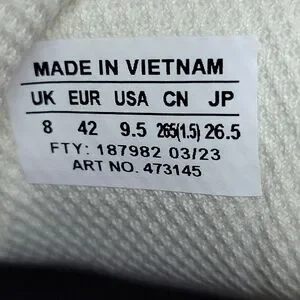 MADE IN VIETNAM
UK EUR USA CN JP
8 42 9.5 265(1.5) 26.5
FTY: 187982 03/23
ART NO. 473145